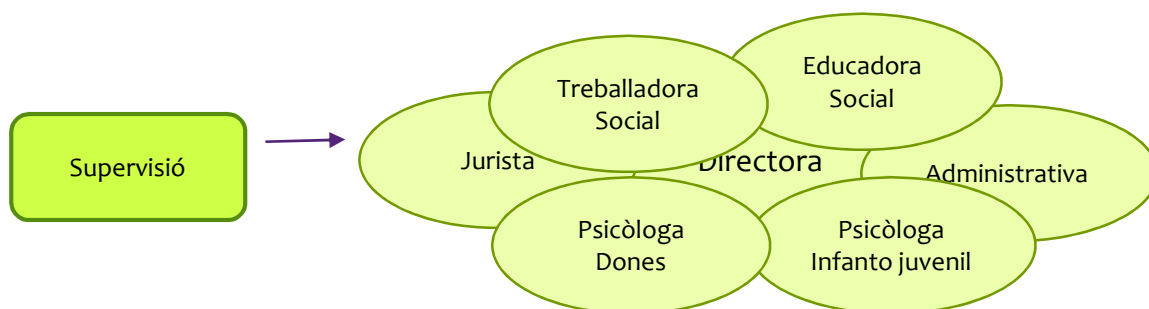 Supervisió
Treballadora
Social
Educadora
Social
Jurista
Directora
Administrativa
Psicòloga
Dones
Psicòloga
Infanto juvenil